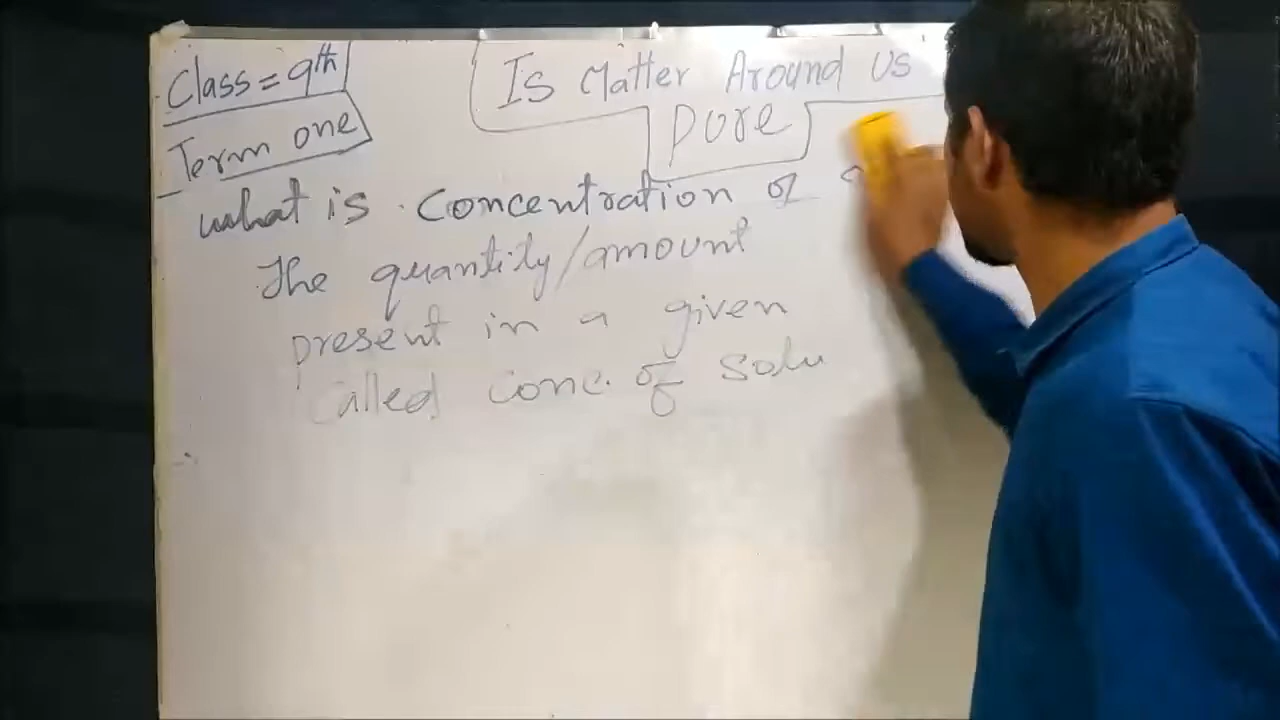 Class = 9th
Term one
Is Matter Around Us
pure
what is concentration of
The quantity/amount
present in a given
called conc. of solu